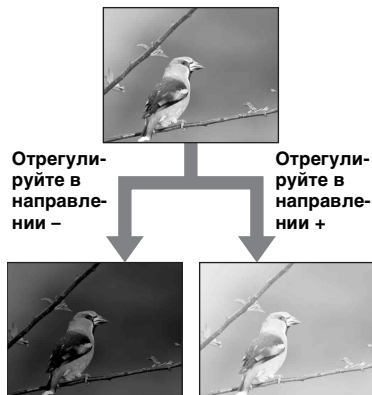 Отрегули-
руйте в
направле-
нии –
Отрегули-
руйте в
направле-
нии +